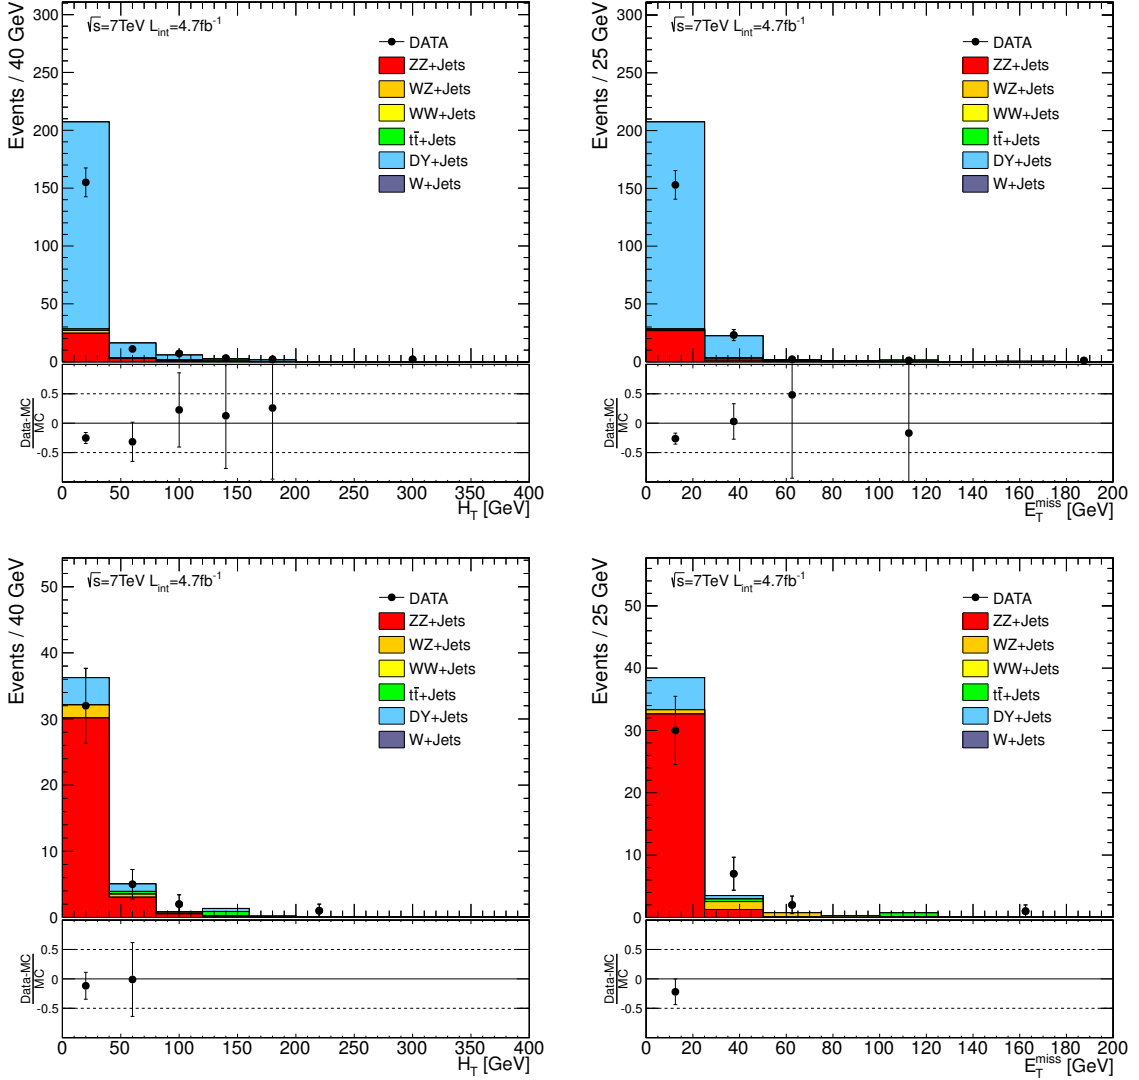 √s=7TeV L_int=4.7fb⁻¹
DATA
ZZ+Jets
WZ+Jets
WW+Jets
tt̄+Jets
DY+Jets
W+Jets
Events / 40 GeV
300
250
200
150
100
50
0
Data-MC
MC
0.5
0
-0.5
0 50 100 150 200 250 300 350 400
H_T [GeV]
√s=7TeV L_int=4.7fb⁻¹
DATA
ZZ+Jets
WZ+Jets
WW+Jets
tt̄+Jets
DY+Jets
W+Jets
Events / 25 GeV
300
250
200
150
100
50
0
Data-MC
MC
0.5
0
-0.5
0 20 40 60 80 100 120 140 160 180 200
E_T^miss [GeV]
√s=7TeV L_int=4.7fb⁻¹
DATA
ZZ+Jets
WZ+Jets
WW+Jets
tt̄+Jets
DY+Jets
W+Jets
Events / 40 GeV
50
40
30
20
10
0
Data-MC
MC
0.5
0
-0.5
0 50 100 150 200 250 300 350 400
H_T [GeV]
√s=7TeV L_int=4.7fb⁻¹
DATA
ZZ+Jets
WZ+Jets
WW+Jets
tt̄+Jets
DY+Jets
W+Jets
Events / 25 GeV
50
40
30
20
10
0
Data-MC
MC
0.5
0
-0.5
0 20 40 60 80 100 120 140 160 180 200
E_T^miss [GeV]